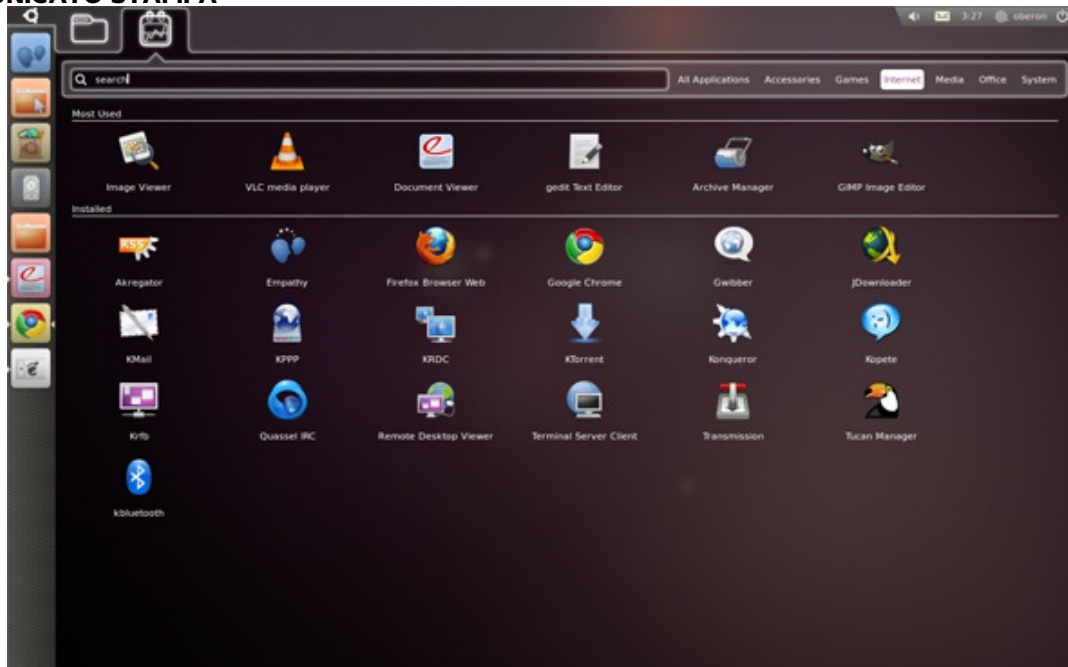 3:27 oberon
search
All Applications Accessories Games Internet Media Office System
Most Used
Image Viewer VLC media player Document Viewer gedit Text Editor Archive Manager GIMP Image Editor
Installed
RSS
Akregator Empathy Firefox Browser Web Google Chrome Gwibber JDownloader
KMail KPPP KRDC KTorrent Konqueror Kopete
Krfb Quassel IRC Remote Desktop Viewer Terminal Server Client Transmission Tucan Manager
kbluetooth